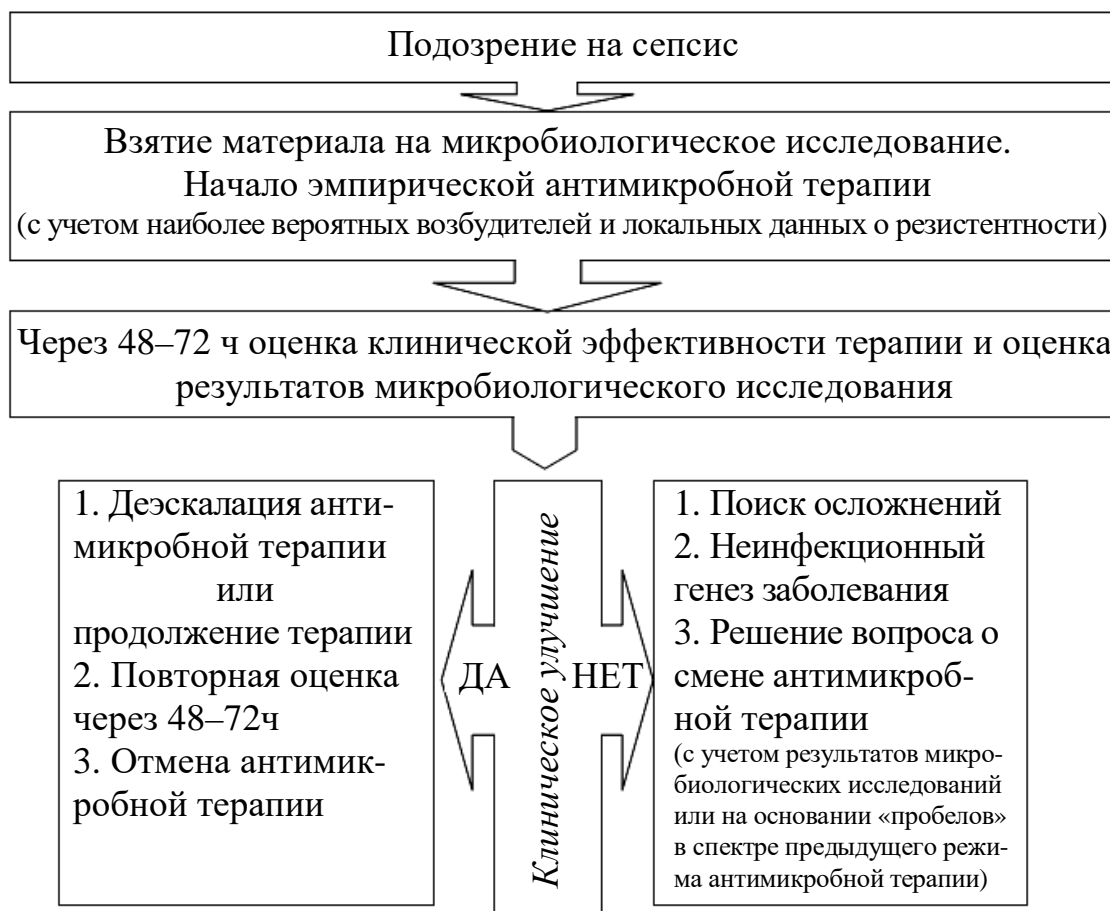 Подозрение на сепсис
Взятие материала на микробиологическое исследование.
Начало эмпирической антимикробной терапии
(с учетом наиболее вероятных возбудителей и локальных данных о резистентности)
Через 48–72 ч оценка клинической эффективности терапии и оценка
результатов микробиологического исследования
1. Деэскалация анти-
микробной терапии
или
продолжение терапии
2. Повторная оценка
через 48–72ч
3. Отмена антимик-
робной терапии
ДА
Клиническое улучшение
НЕТ
1. Поиск осложнений
2. Неинфекционный
генез заболевания
3. Решение вопроса о
смене антимикроб-
ной терапии
(с учетом результатов микро-
биологических исследований
или на основании «пробелов»
в спектре предыдущего режи-
ма антимикробной терапии)